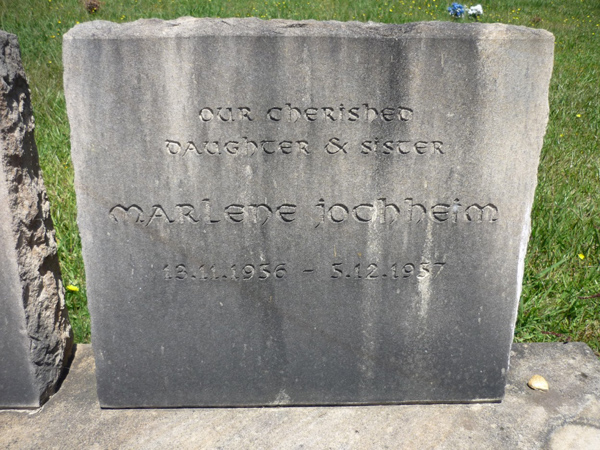 OUR CHERISHED
DAUGHTER & SISTER
MARLENE JOCHHEIM
13.11.1956 - 5.12.1957